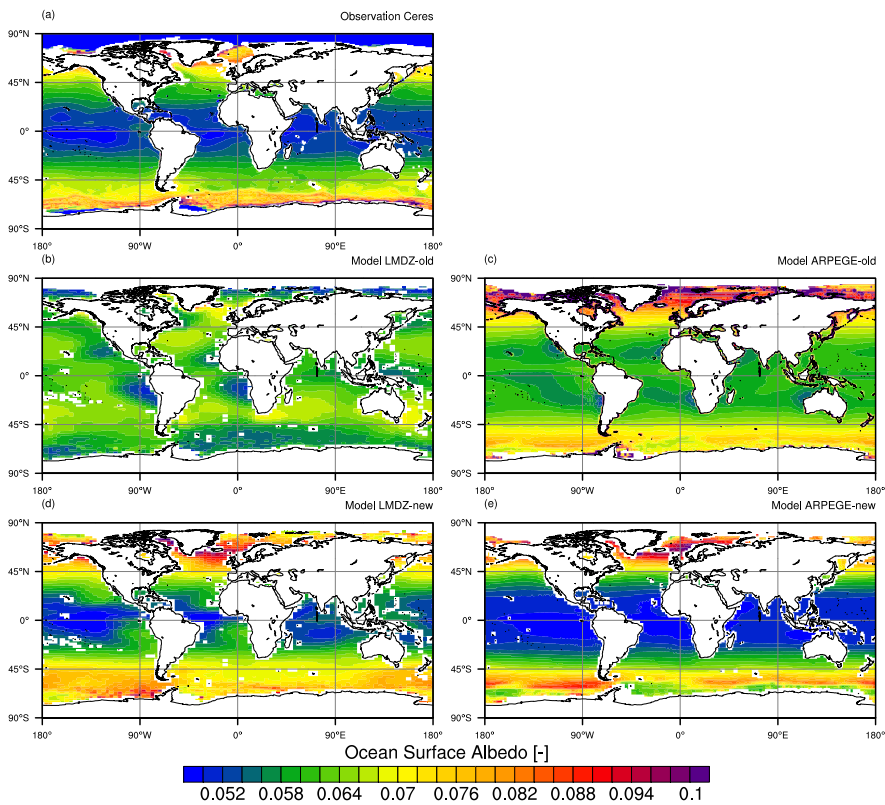 (a) Observation Ceres
90°N
45°N
0°
45°S
90°S
180° 90°W 0° 90°E 180°
(b) Model LMDZ-old
90°N
45°N
0°
45°S
90°S
180° 90°W 0° 90°E 180°
(c) Model ARPEGE-old
90°N
45°N
0°
45°S
90°S
180° 90°W 0° 90°E 180°
(d) Model LMDZ-new
90°N
45°N
0°
45°S
90°S
180° 90°W 0° 90°E 180°
(e) Model ARPEGE-new
90°N
45°N
0°
45°S
90°S
180° 90°W 0° 90°E 180°
Ocean Surface Albedo [-]
0.052 0.058 0.064 0.07 0.076 0.082 0.088 0.094 0.1